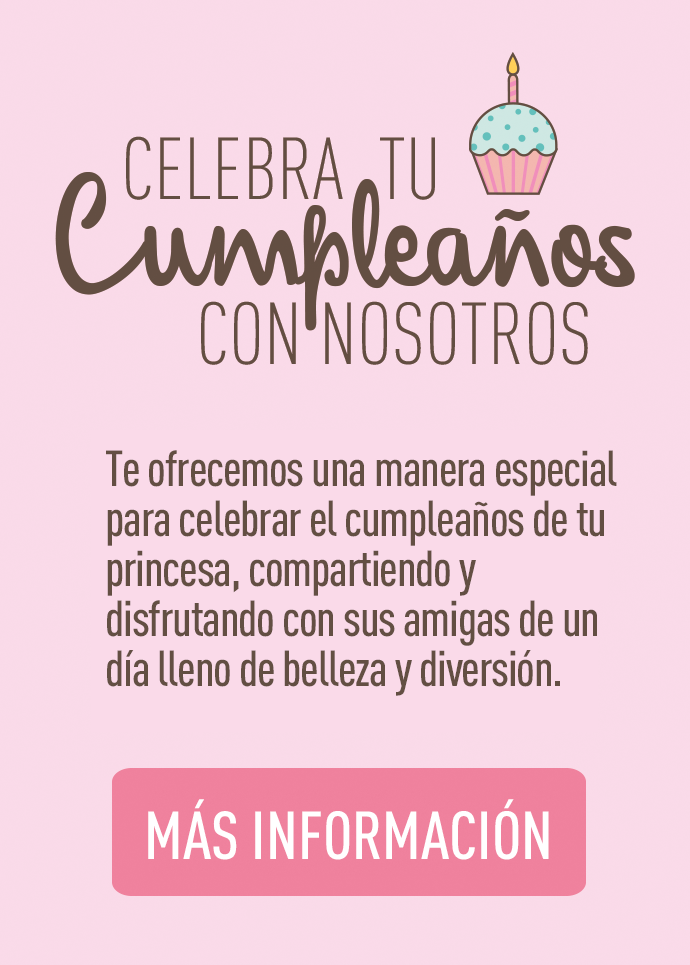 CELEBRA TU
Cumpleaños
CON NOSOTROS
Te ofrecemos una manera especial
para celebrar el cumpleaños de tu
princesa, compartiendo y
disfrutando con sus amigas de un
día lleno de belleza y diversión.
MÁS INFORMACIÓN